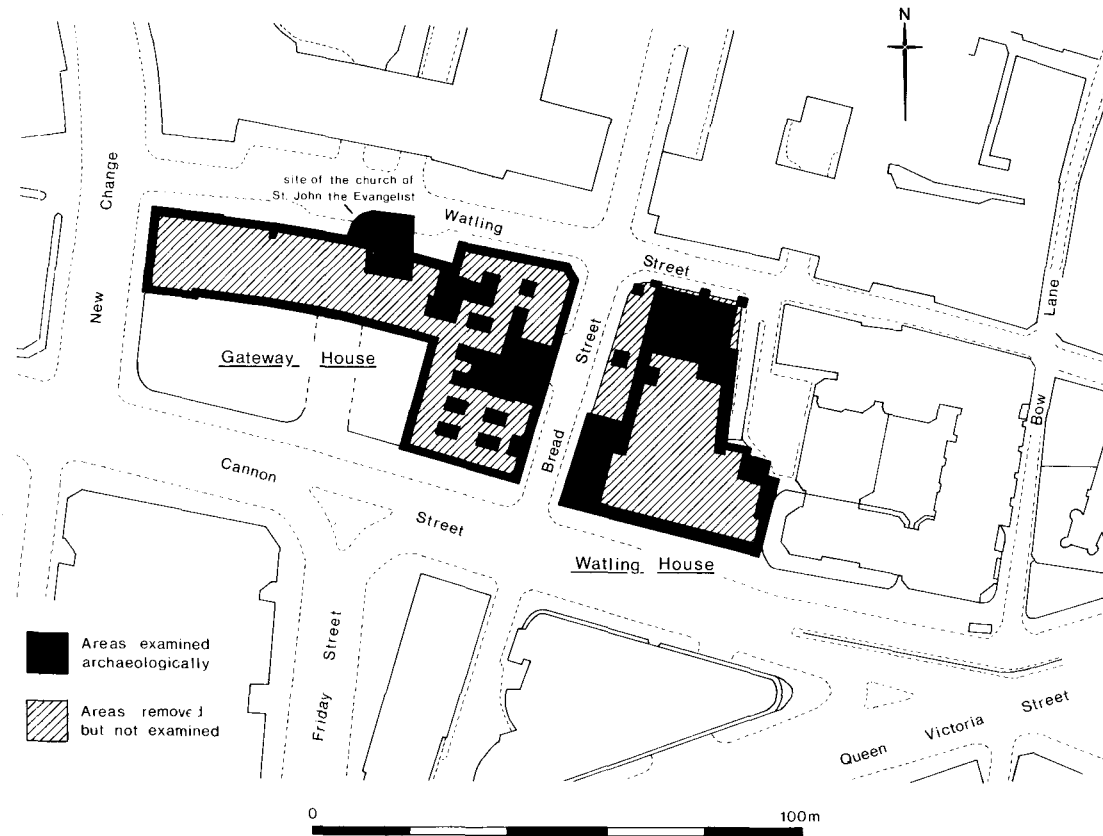 N
New Change
site of the church of
St. John the Evangelist
Watling Street
Lane
Bow
Gateway House
Bread Street
Cannon Street
Watling House
Areas examined
archaeologically
Areas removed
but not examined
Friday Street
Queen Victoria Street
0 100m